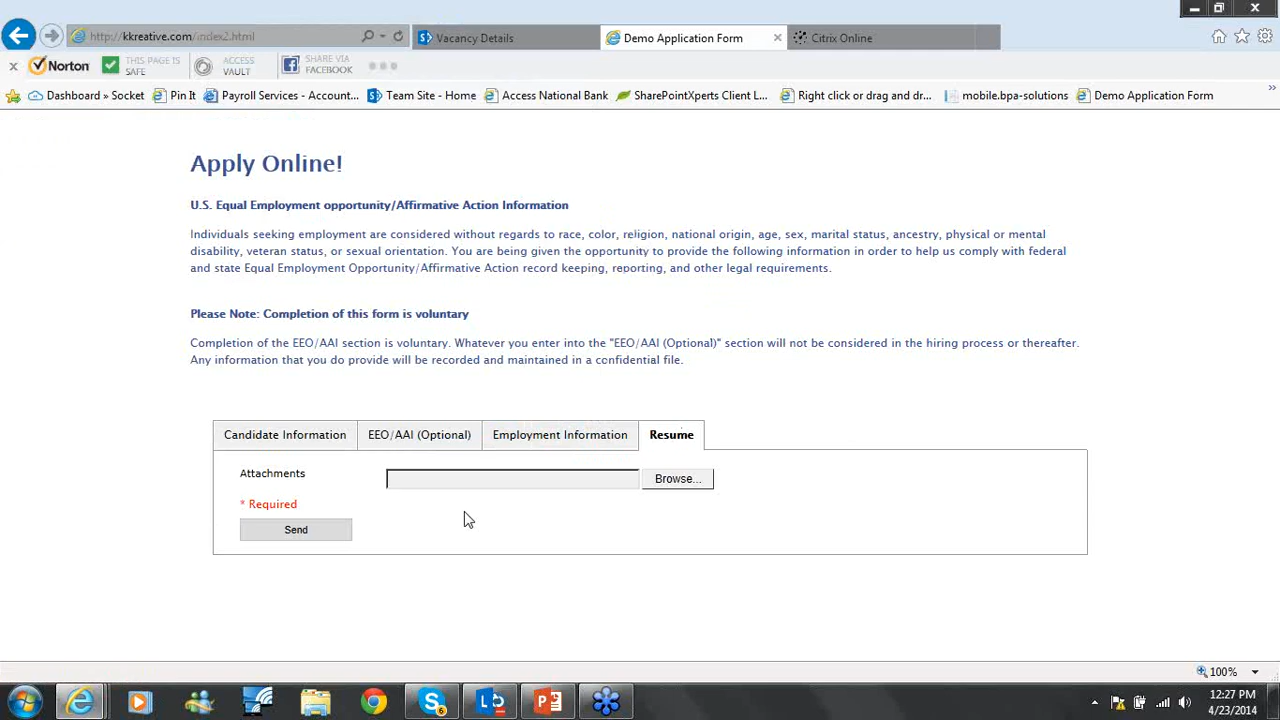 http://kkreative.com/index2.html
Vacancy Details
Demo Application Form
Citrix Online
Norton
THIS PAGE IS SAFE
ACCESS VAULT
SHARE VIA FACEBOOK
Dashboard » Socket
Pin It
Payroll Services - Account...
Team Site - Home
Access National Bank
SharePointXperts Client L...
Right click or drag and dr...
mobile.bpa-solutions
Demo Application Form
Apply Online!
U.S. Equal Employment opportunity/Affirmative Action Information
Individuals seeking employment are considered without regards to race, color, religion, national origin, age, sex, marital status, ancestry, physical or mental
disability, veteran status, or sexual orientation. You are being given the opportunity to provide the following information in order to help us comply with federal
and state Equal Employment Opportunity/Affirmative Action record keeping, reporting, and other legal requirements.
Please Note: Completion of this form is voluntary
Completion of the EEO/AAI section is voluntary. Whatever you enter into the "EEO/AAI (Optional)" section will not be considered in the hiring process or thereafter.
Any information that you do provide will be recorded and maintained in a confidential file.
Candidate Information
EEO/AAI (Optional)
Employment Information
Resume
Attachments
Browse...
* Required
Send
100%
12:27 PM
4/23/2014